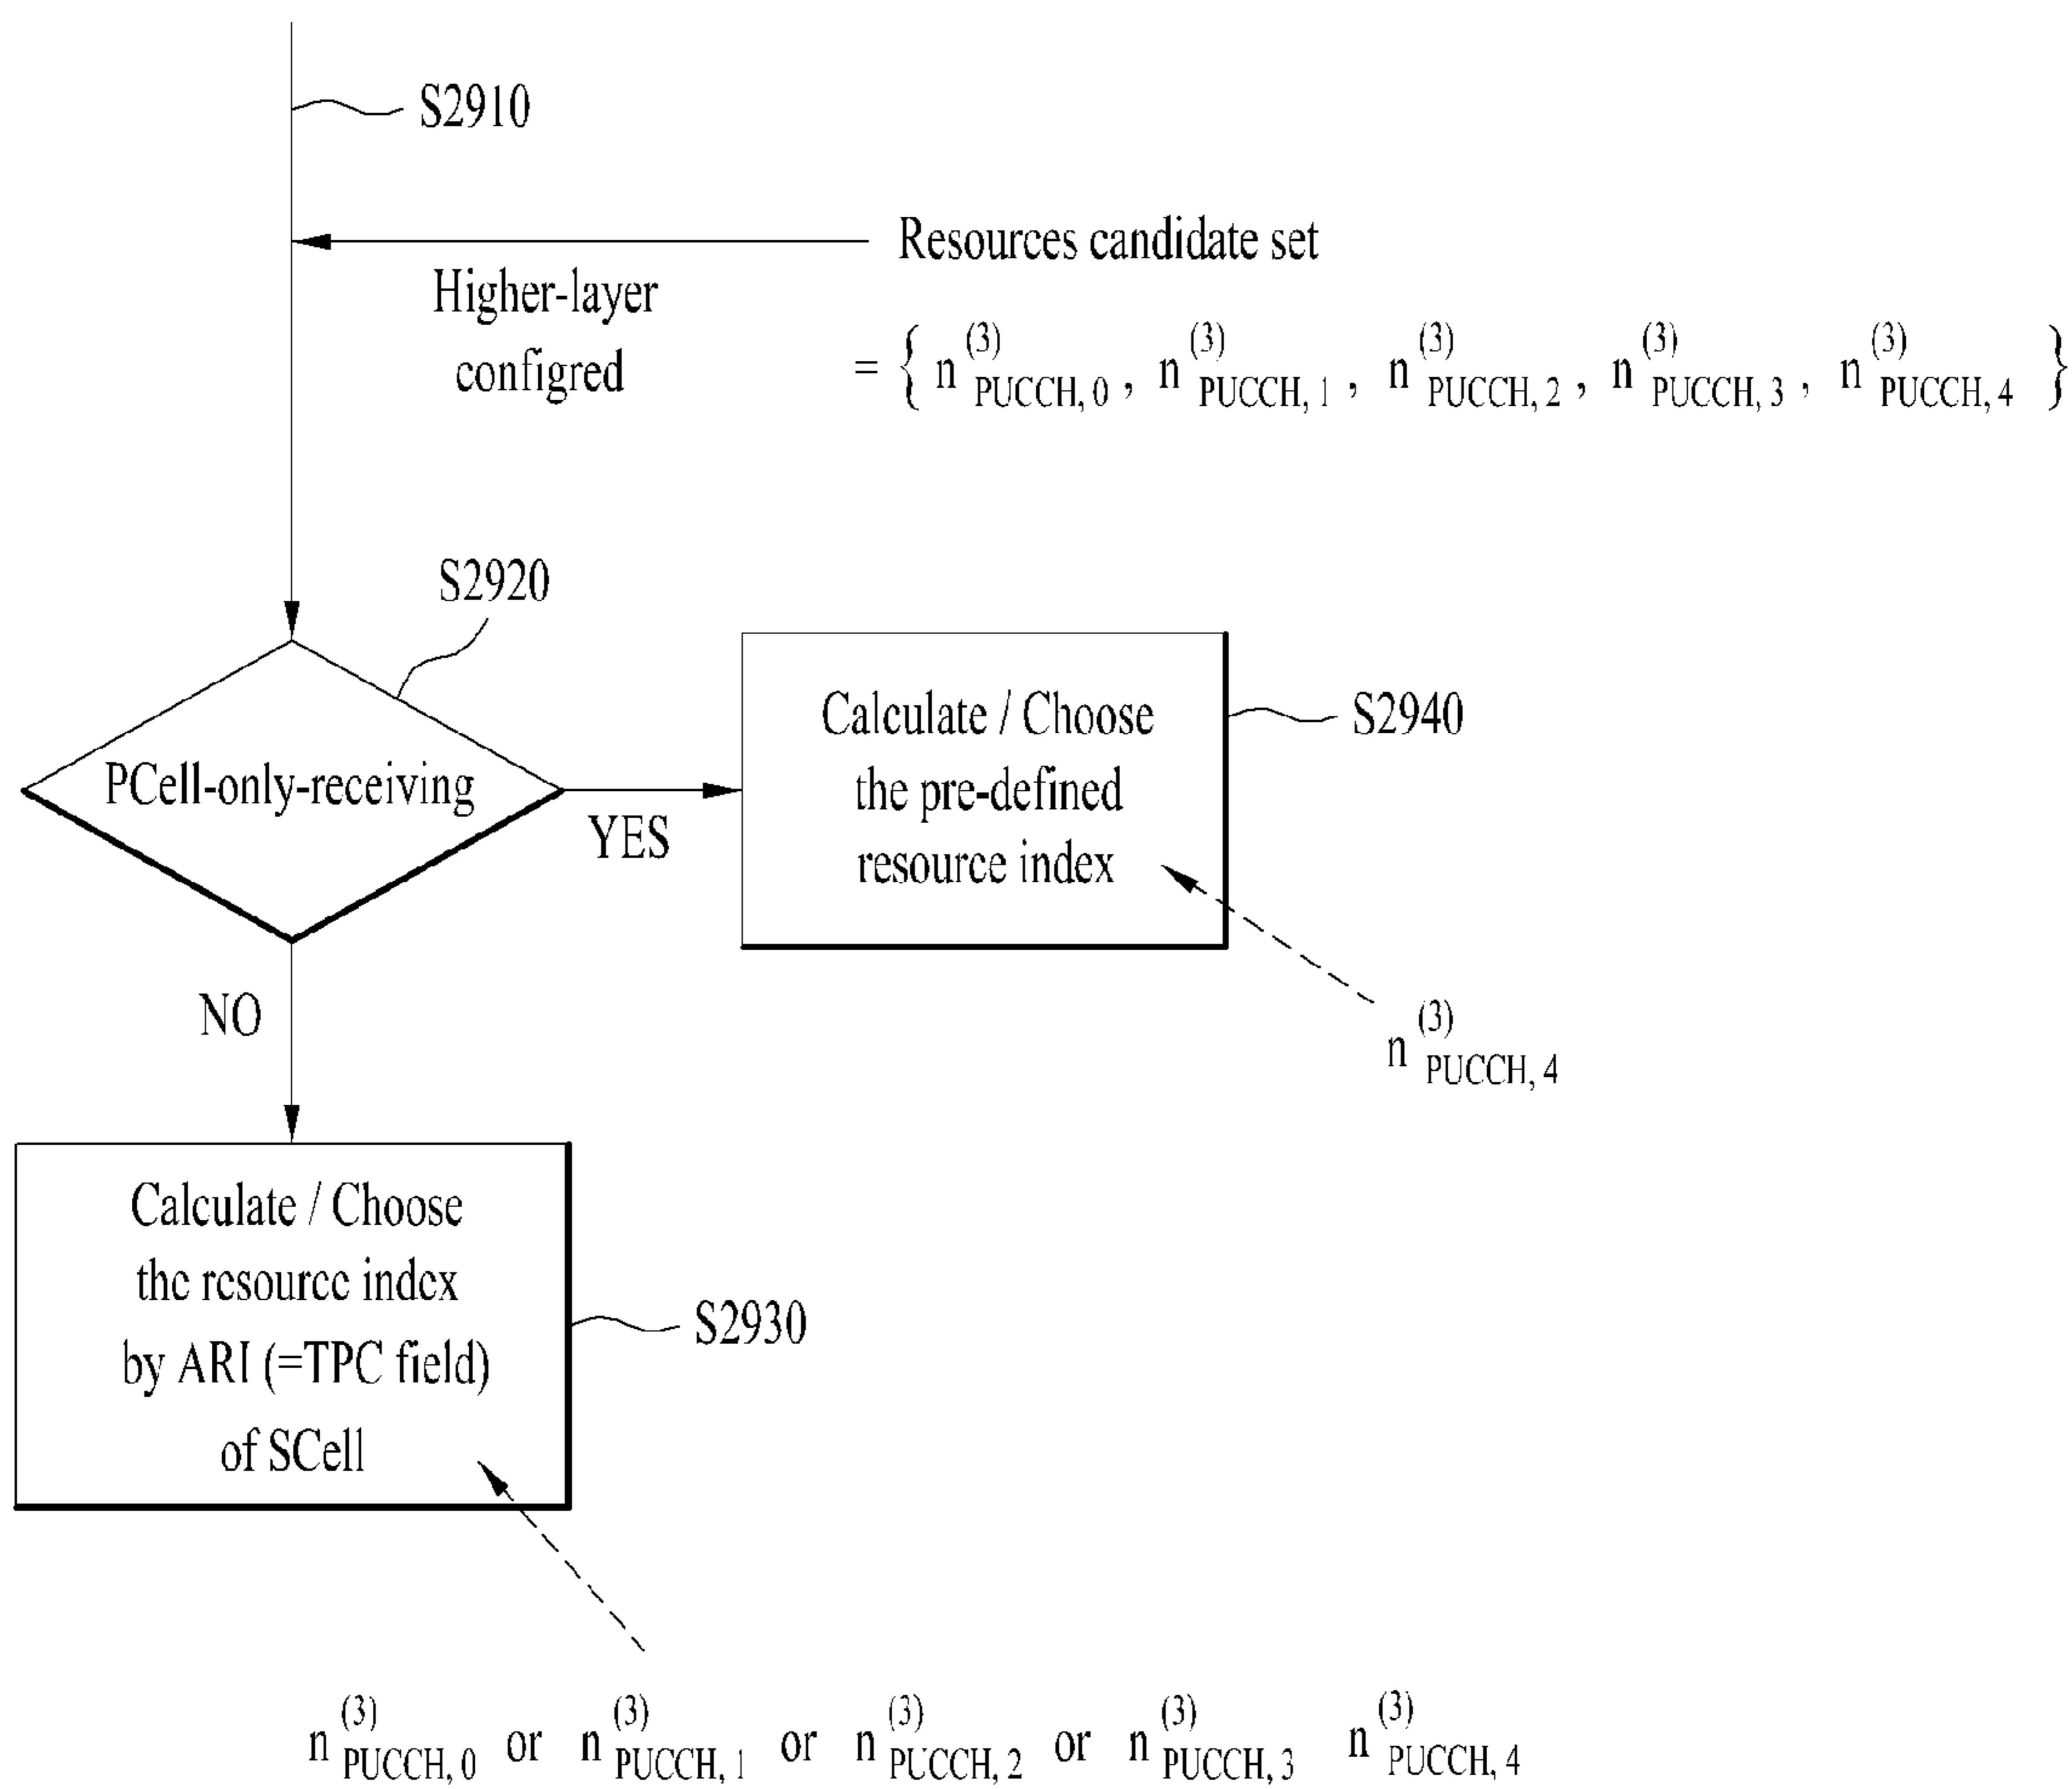 S2910
Resources candidate set
Higher-layer
configred
= { n^{(3)}_{PUCCH, 0} , n^{(3)}_{PUCCH, 1} , n^{(3)}_{PUCCH, 2} , n^{(3)}_{PUCCH, 3} , n^{(3)}_{PUCCH, 4} }
S2920
PCell-only-receiving
YES
Calculate / Choose
the pre-defined
resource index
S2940
n^{(3)}_{PUCCH, 4}
NO
Calculate / Choose
the resource index
by ARI (=TPC field)
of SCell
S2930
n^{(3)}_{PUCCH, 0} or n^{(3)}_{PUCCH, 1} or n^{(3)}_{PUCCH, 2} or n^{(3)}_{PUCCH, 3} n^{(3)}_{PUCCH, 4}